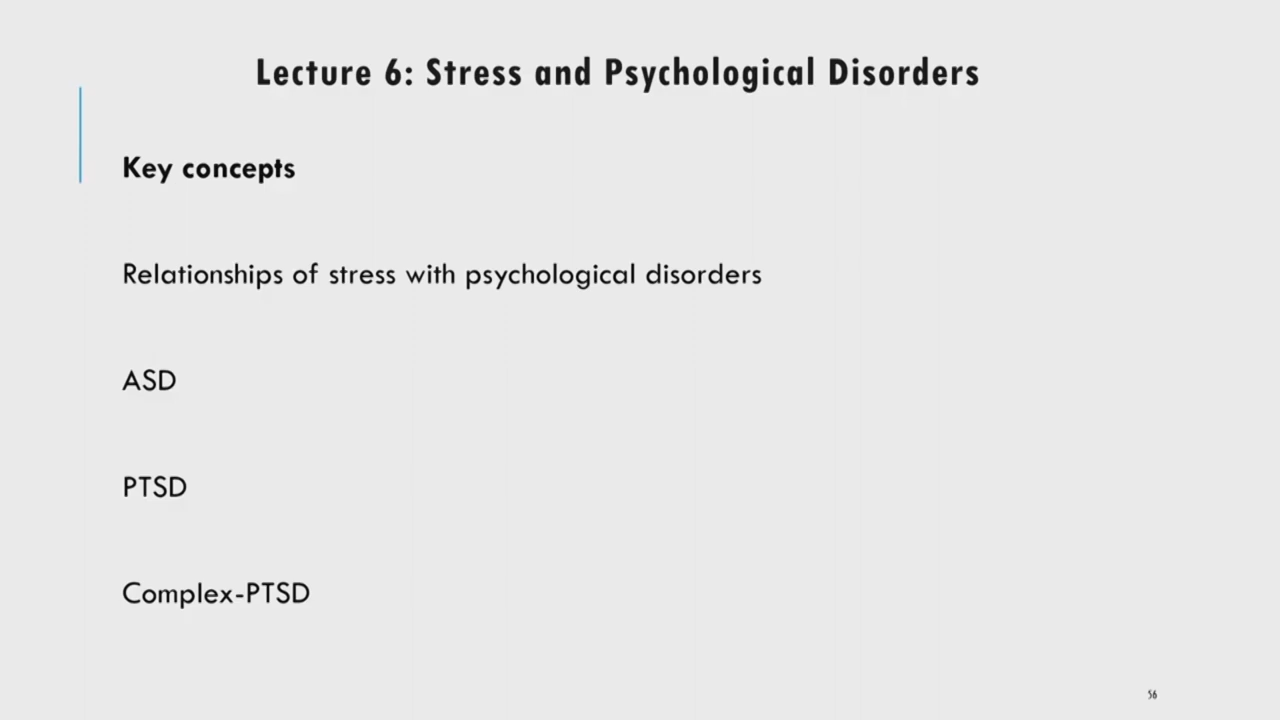 Lecture 6: Stress and Psychological Disorders
Key concepts
Relationships of stress with psychological disorders
ASD
PTSD
Complex-PTSD
56